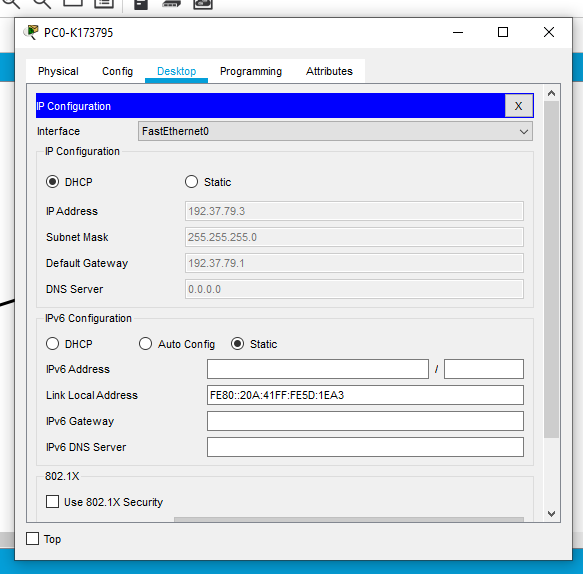 PC0-K173795
Physical Config Desktop Programming Attributes
IP Configuration X
Interface FastEthernet0
IP Configuration
DHCP Static
IP Address 192.37.79.3
Subnet Mask 255.255.255.0
Default Gateway 192.37.79.1
DNS Server 0.0.0.0
IPv6 Configuration
DHCP Auto Config Static
IPv6 Address /
Link Local Address FE80::20A:41FF:FE5D:1EA3
IPv6 Gateway
IPv6 DNS Server
802.1X
Use 802.1X Security
Top